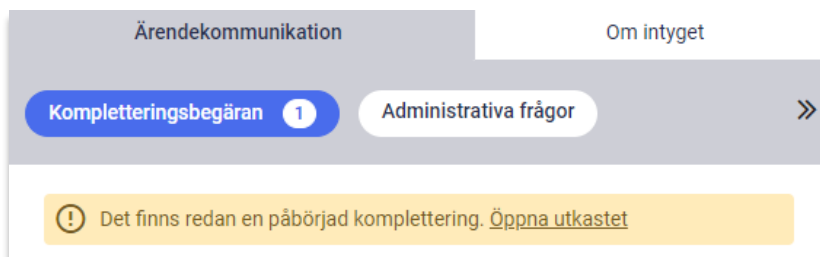 Ärendekommunikation Om intyget
Kompletteringsbegäran 1 Administrativa frågor
Det finns redan en påbörjad komplettering. Öppna utkastet